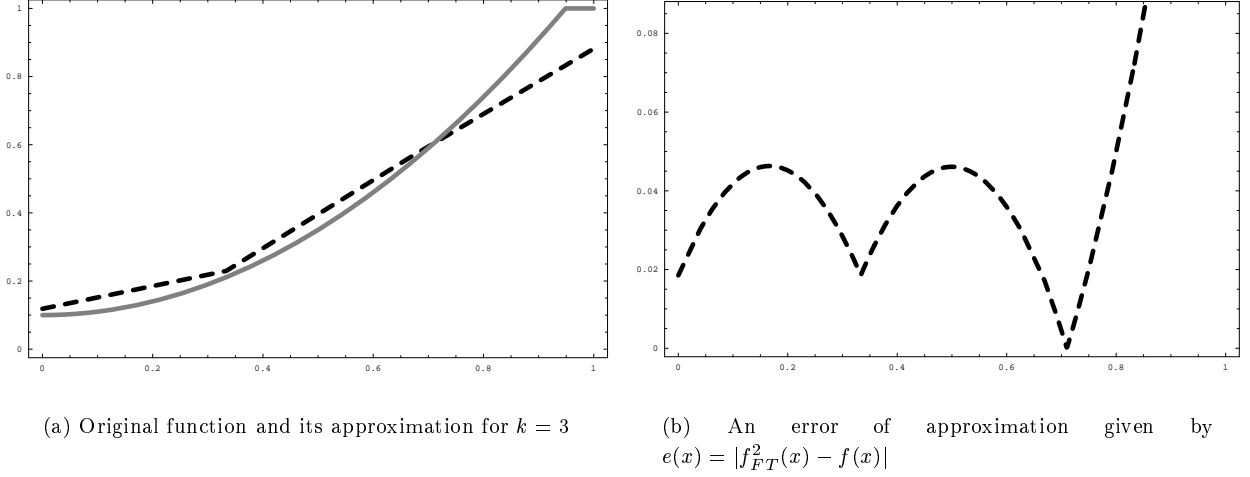 1
0.8
0.6
0.4
0.2
0
0 0.2 0.4 0.6 0.8 1
(a) Original function and its approximation for k = 3
0.08
0.06
0.04
0.02
0
0 0.2 0.4 0.6 0.8 1
(b) An error of approximation given by
e(x) = |f²_{FT}(x) − f(x)|